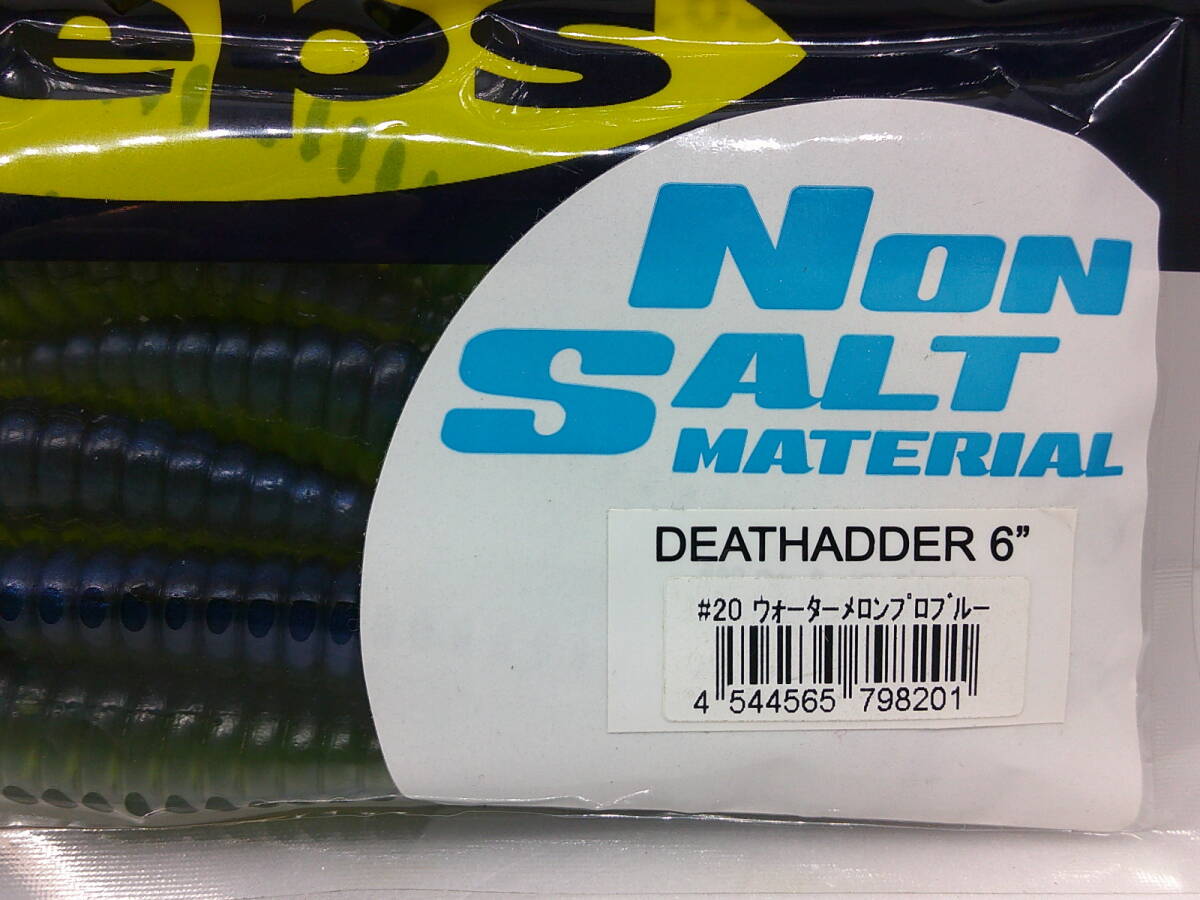 eps
NON
SALT
MATERIAL
DEATHADDER 6”
#20 ウォーターメロンプロブルー
4 544565 798201